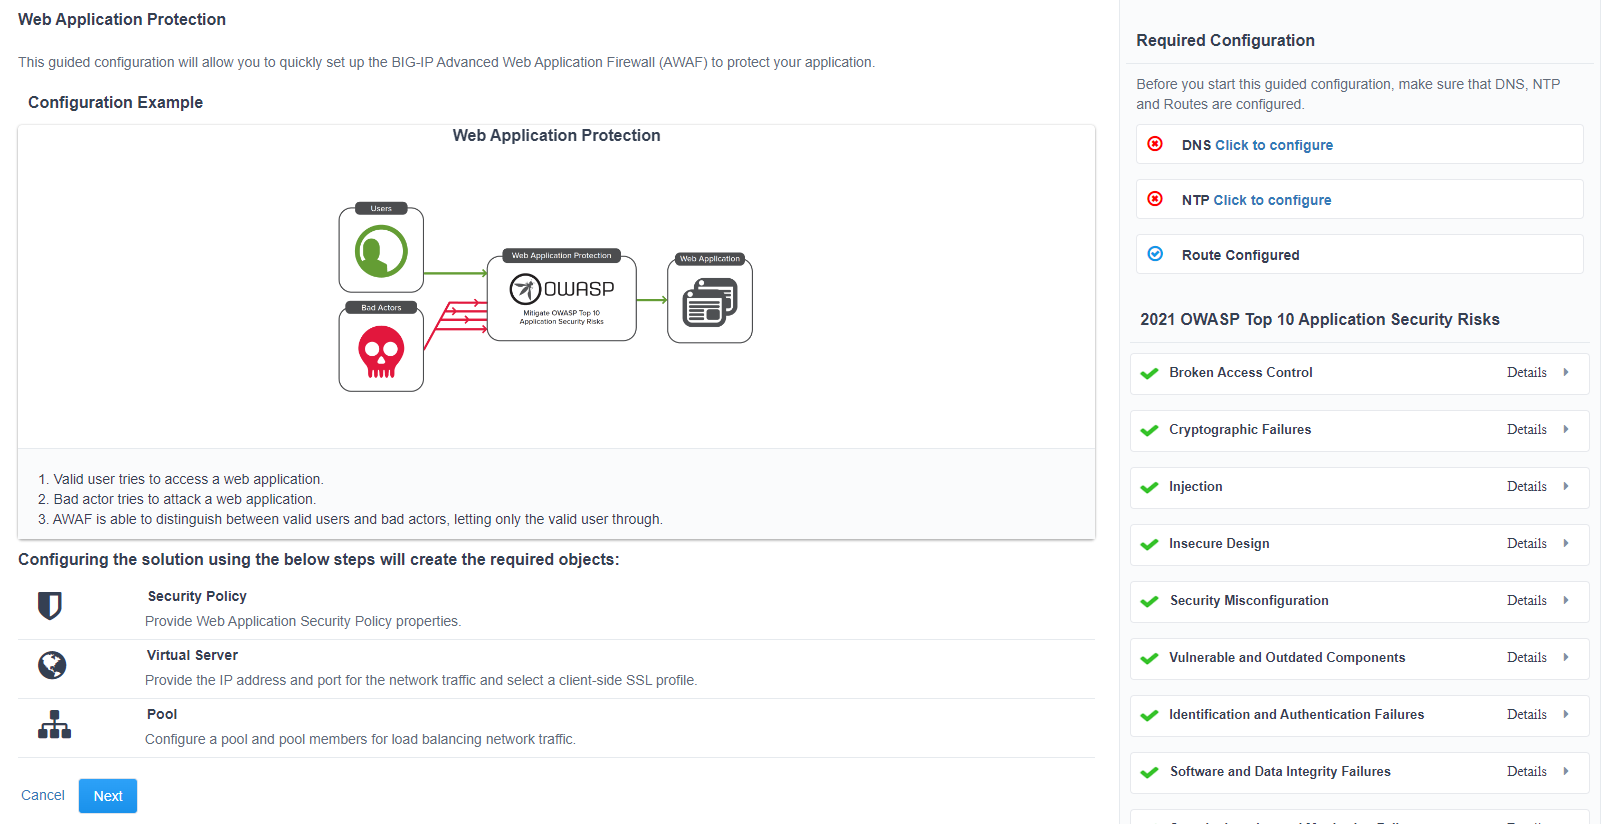 Web Application Protection
This guided configuration will allow you to quickly set up the BIG-IP Advanced Web Application Firewall (AWAF) to protect your application.
Configuration Example
Web Application Protection
Users
Bad Actors
Web Application Protection
OWASP
Mitigate OWASP Top 10
Application Security Risks
Web Application
1. Valid user tries to access a web application.
2. Bad actor tries to attack a web application.
3. AWAF is able to distinguish between valid users and bad actors, letting only the valid user through.
Configuring the solution using the below steps will create the required objects:
Security Policy
Provide Web Application Security Policy properties.
Virtual Server
Provide the IP address and port for the network traffic and select a client-side SSL profile.
Pool
Configure a pool and pool members for load balancing network traffic.
Cancel Next
Required Configuration
Before you start this guided configuration, make sure that DNS, NTP
and Routes are configured.
DNS Click to configure
NTP Click to configure
Route Configured
2021 OWASP Top 10 Application Security Risks
Broken Access Control Details
Cryptographic Failures Details
Injection Details
Insecure Design Details
Security Misconfiguration Details
Vulnerable and Outdated Components Details
Identification and Authentication Failures Details
Software and Data Integrity Failures Details